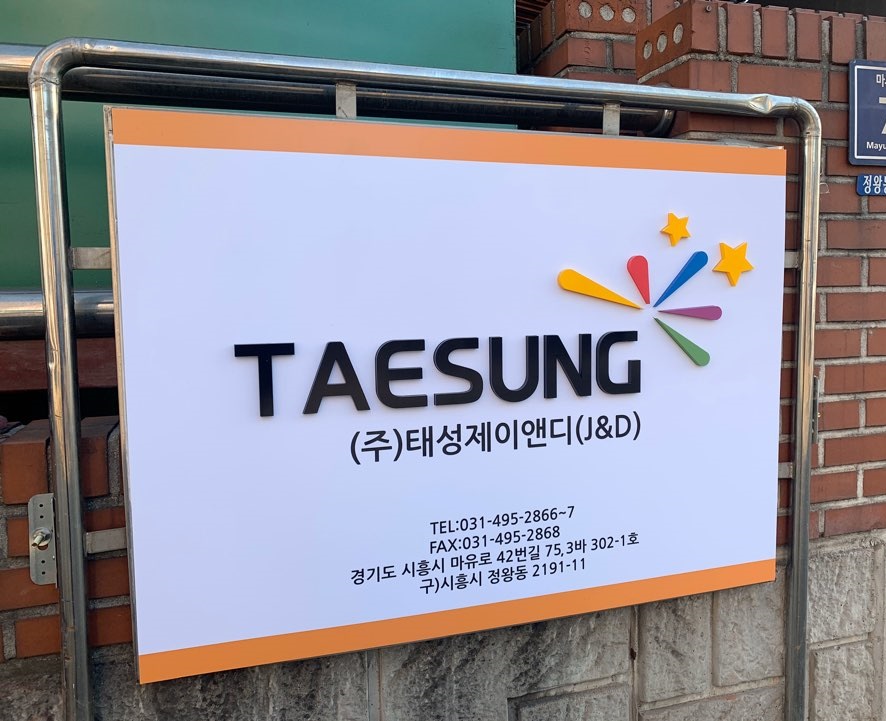 TAESUNG
(주)태성제이앤디(J&D)
TEL:031-495-2866~7
FAX:031-495-2868
경기도 시흥시 마유로 42번길 75,3바 302-1호
구)시흥시 정왕동 2191-11